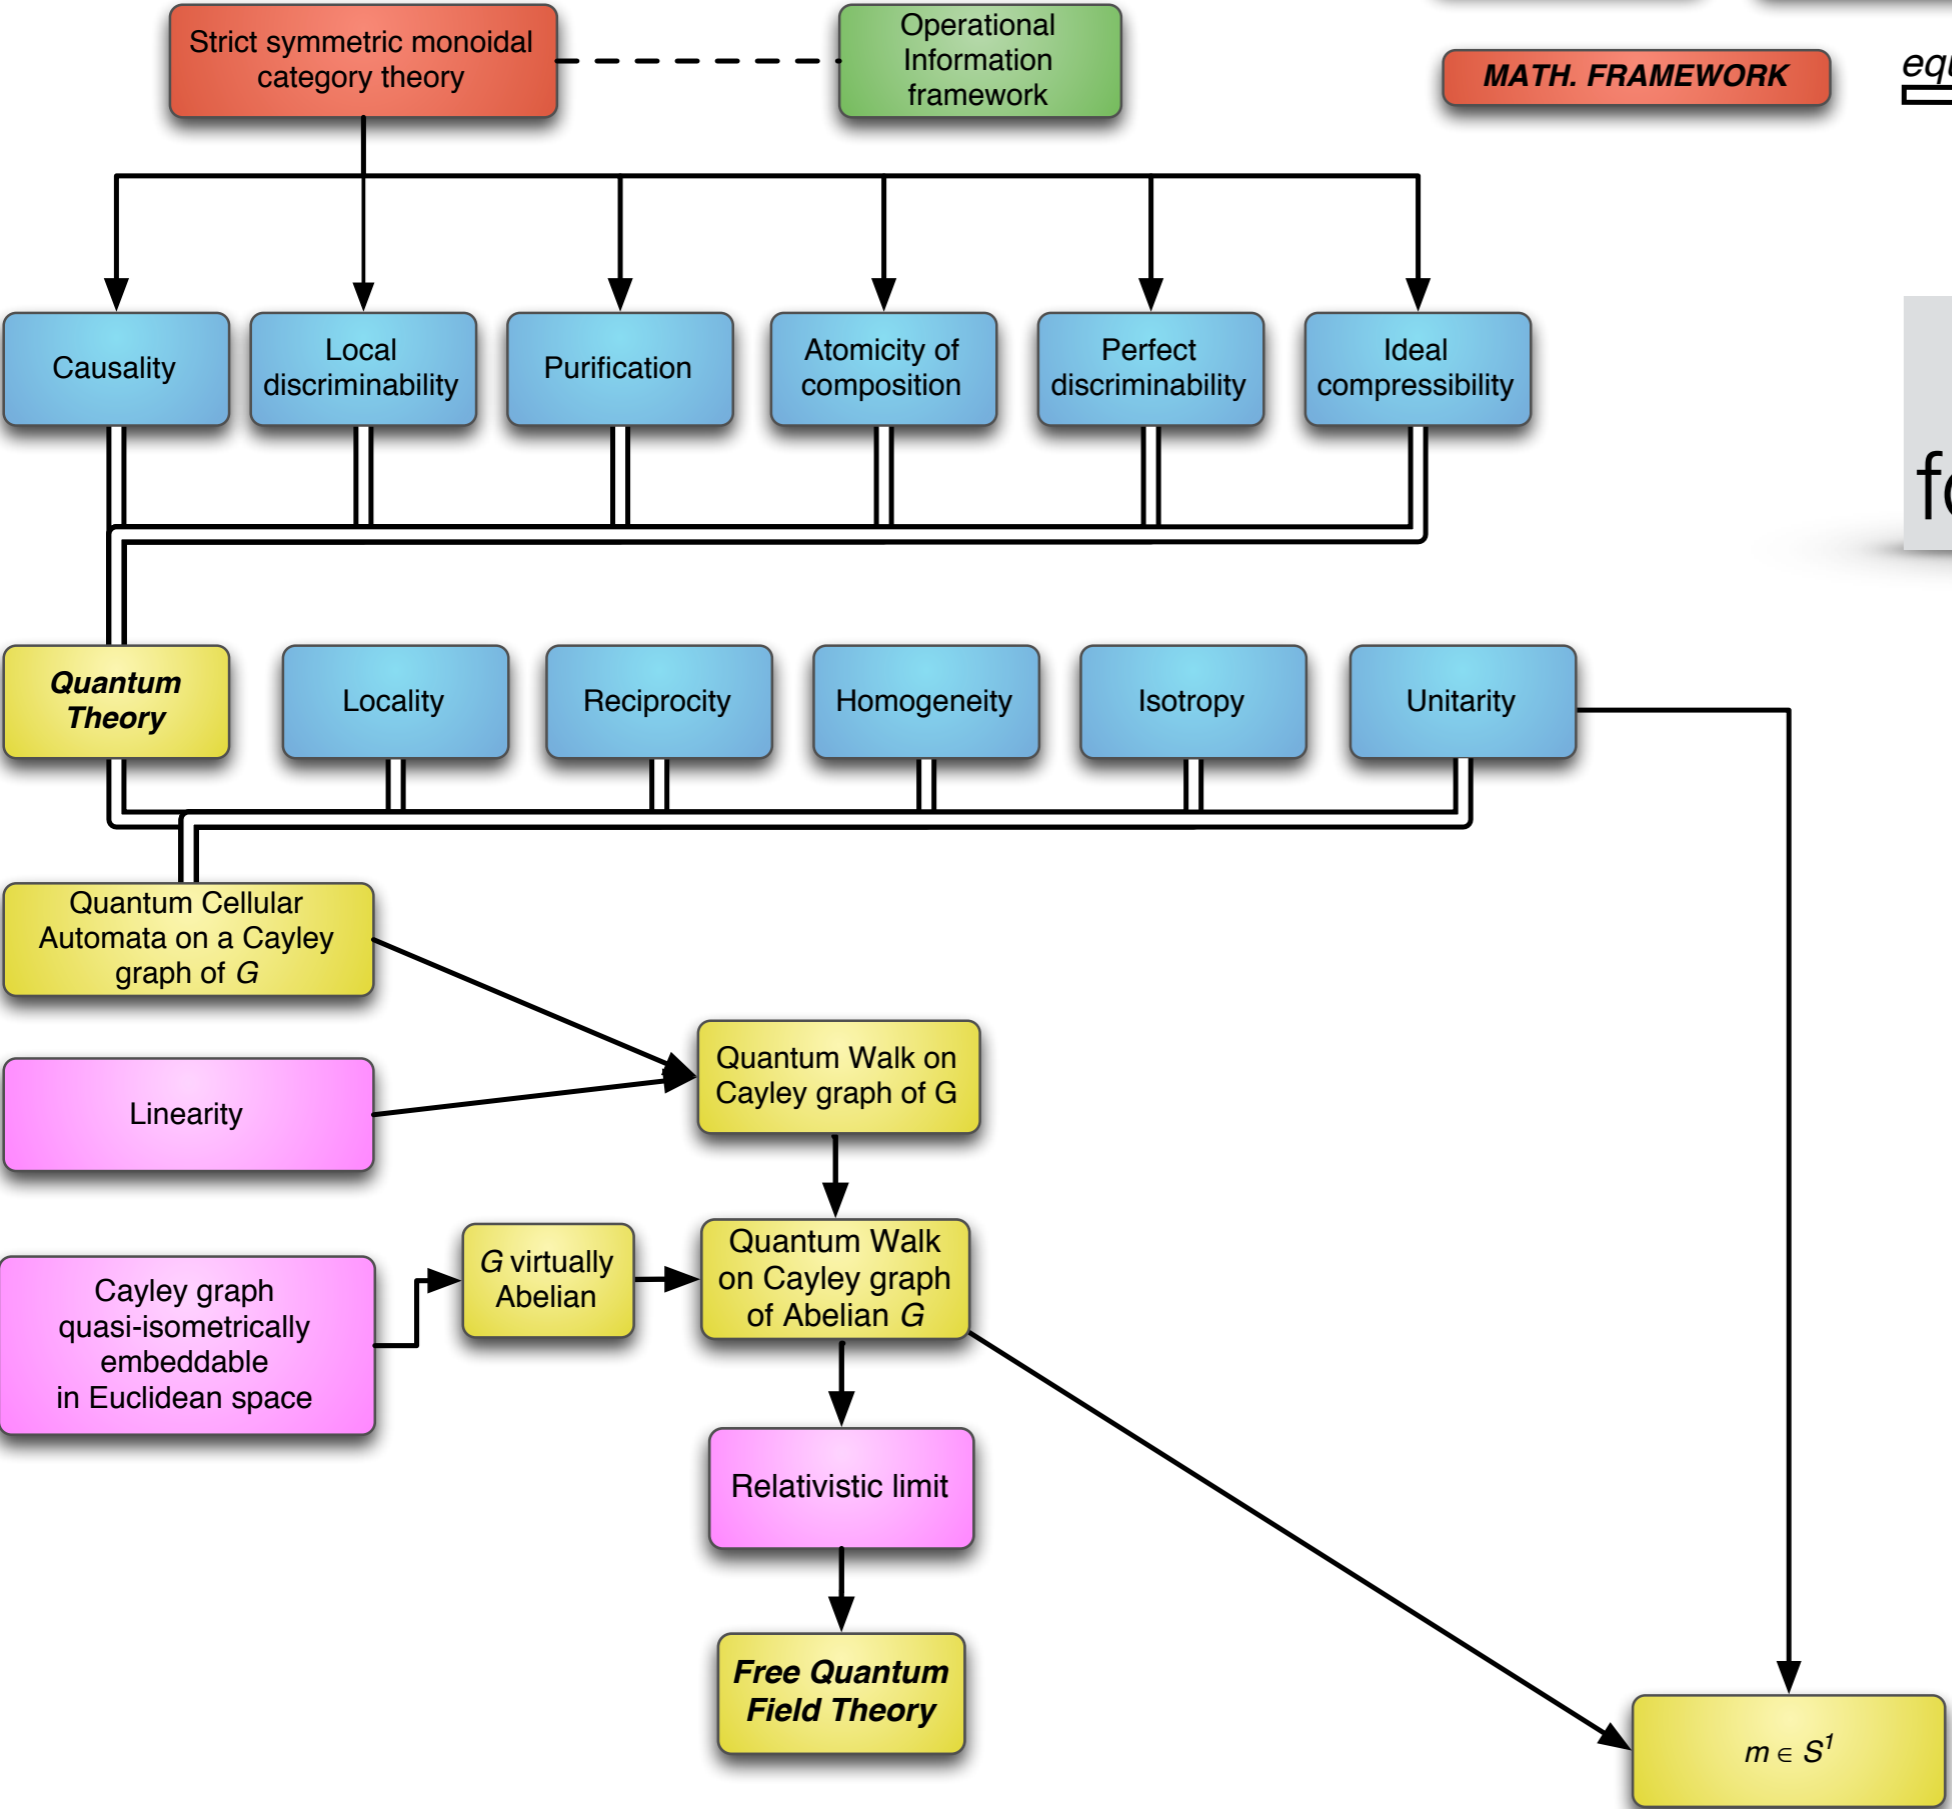 Strict symmetric monoidal
category theory
Operational
Information
framework
MATH. FRAMEWORK
Causality
Local
discriminability
Purification
Atomicity of
composition
Perfect
discriminability
Ideal
compressibility
Quantum
Theory
Locality
Reciprocity
Homogeneity
Isotropy
Unitarity
Quantum Cellular
Automata on a Cayley
graph of G
Linearity
Quantum Walk on
Cayley graph of G
Cayley graph
quasi-isometrically
embeddable
in Euclidean space
G virtually
Abelian
Quantum Walk
on Cayley graph
of Abelian G
Relativistic limit
Free Quantum
Field Theory
m ∈ S¹